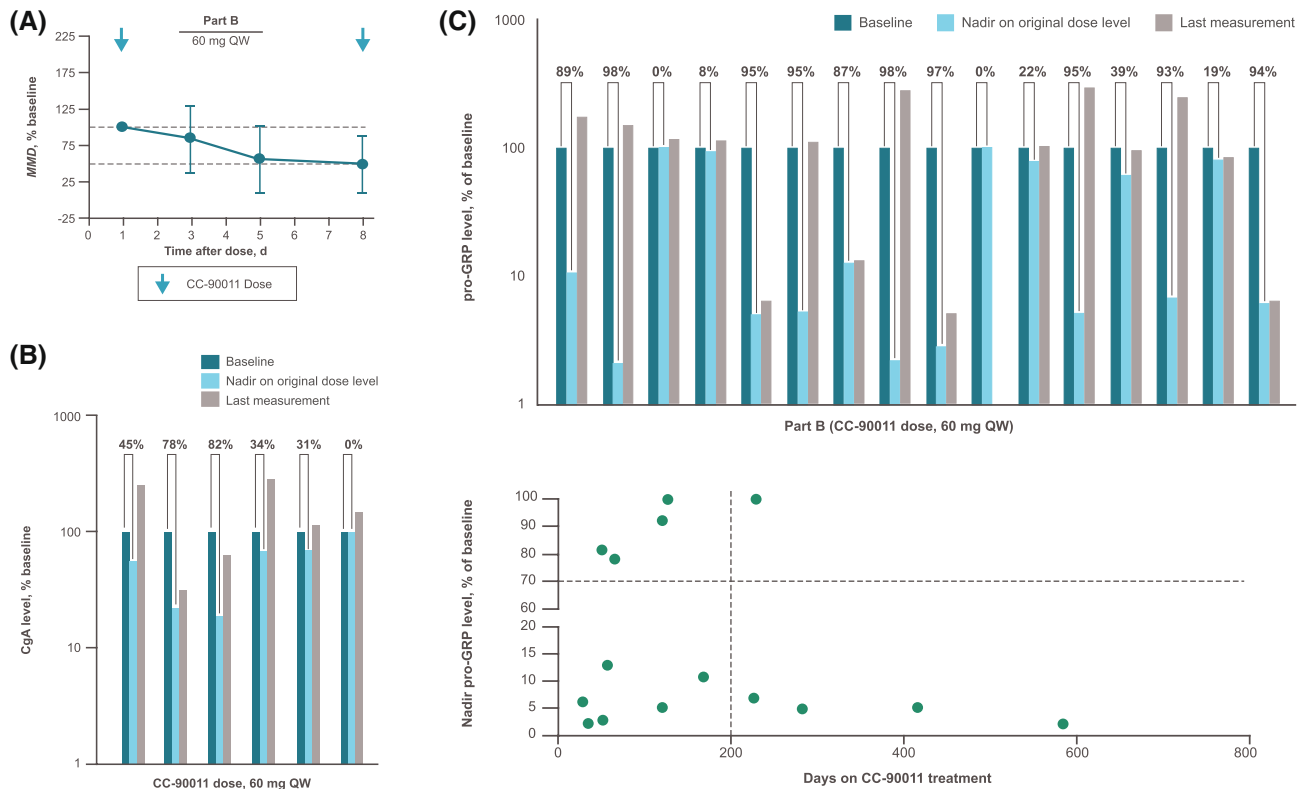 (A)
Part B
60 mg QW
225
175
125
75
25
-25
MMD, % baseline
0 1 2 3 4 5 6 7 8
Time after dose, d
CC-90011 Dose
(B)
Baseline
Nadir on original dose level
Last measurement
1000
100
10
1
CgA level, % baseline
45% 78% 82% 34% 31% 0%
CC-90011 dose, 60 mg QW
(C)
Baseline Nadir on original dose level Last measurement
1000
100
10
1
pro-GRP level, % of baseline
89% 98% 0% 8% 95% 95% 87% 98% 97% 0% 22% 95% 39% 93% 19% 94%
Part B (CC-90011 dose, 60 mg QW)
100
90
80
70
60
20
15
10
5
0
Nadir pro-GRP level, % of baseline
0 200 400 600 800
Days on CC-90011 treatment